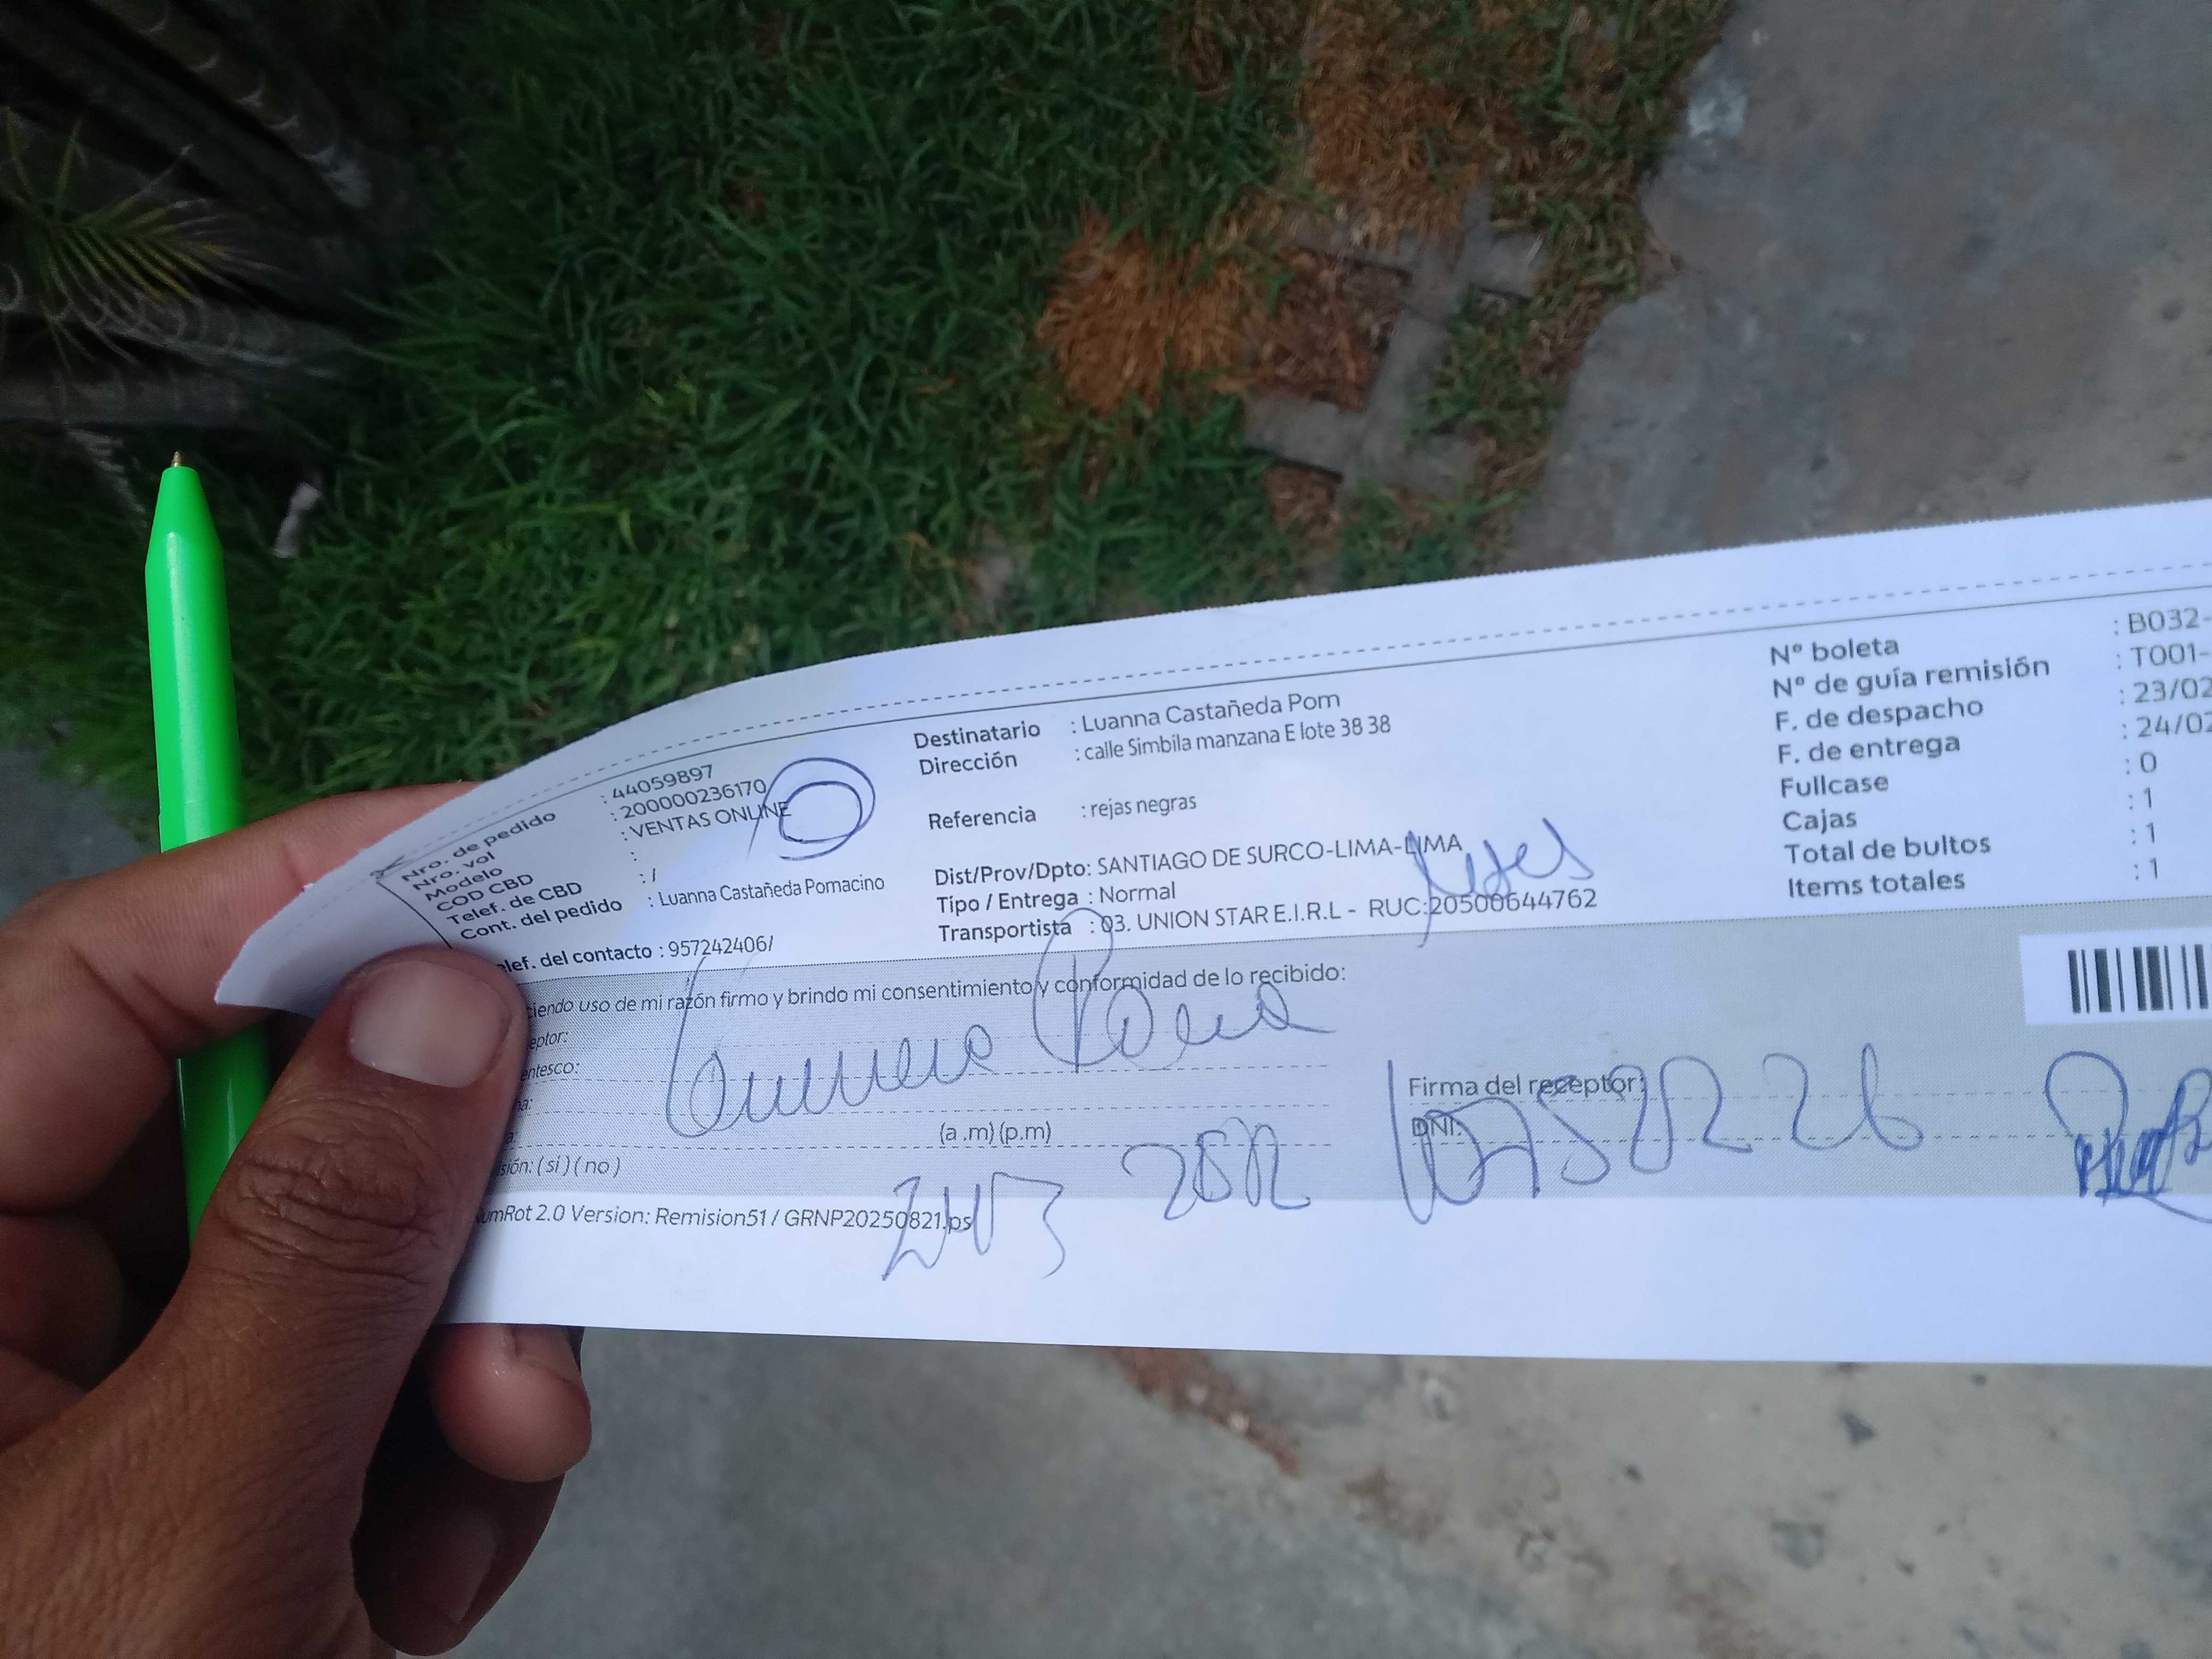 Nro. de pedido : 44059897
Nro. vol : 200000236170
Modelo : VENTAS ONLINE
COD CBD :
Telef. de CBD : /
Cont. del pedido : Luanna Castañeda Pomacino
elef. del contacto : 957242406/
Destinatario : Luanna Castañeda Pom
Dirección : calle Simbila manzana E lote 38 38
Referencia : rejas negras
Dist/Prov/Dpto: SANTIAGO DE SURCO-LIMA-LIMA
Tipo / Entrega : Normal
Transportista : 03. UNION STAR E.I.R.L - RUC:20500644762
Nº boleta : B032-
Nº de guía remisión : T001-
F. de despacho : 23/02
F. de entrega : 24/02
Fullcase : 0
Cajas : 1
Total de bultos : 1
Items totales : 1
ciendo uso de mi razón firmo y brindo mi consentimiento y conformidad de lo recibido:
eptor:
entesco:
ha:
a:
(a .m) (p.m)
sión: ( si ) ( no )
Firma del receptor:
DNI:
umRot 2.0 Version: Remision51 / GRNP20250821.ps